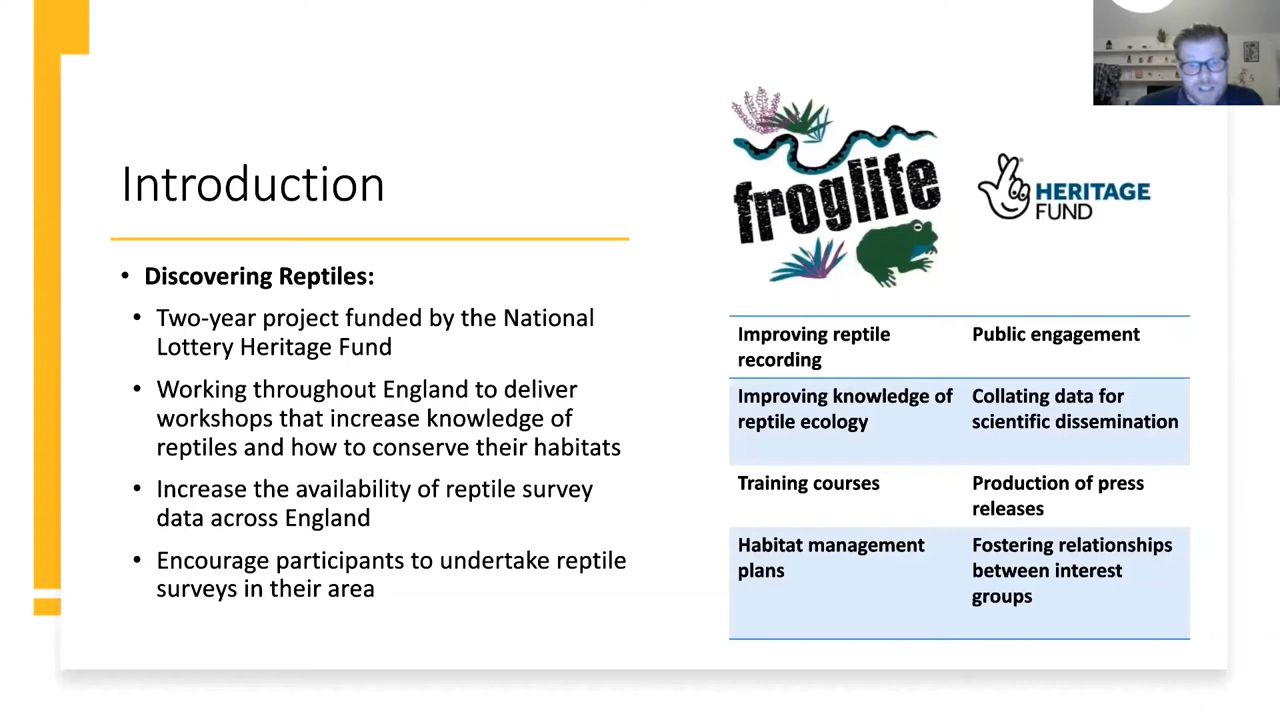 Introduction
• Discovering Reptiles:
• Two-year project funded by the National
Lottery Heritage Fund
• Working throughout England to deliver
workshops that increase knowledge of
reptiles and how to conserve their habitats
• Increase the availability of reptile survey
data across England
• Encourage participants to undertake reptile
surveys in their area
froglife
HERITAGE
FUND
Improving reptile
recording
Public engagement
Improving knowledge of
reptile ecology
Collating data for
scientific dissemination
Training courses
Production of press
releases
Habitat management
plans
Fostering relationships
between interest
groups